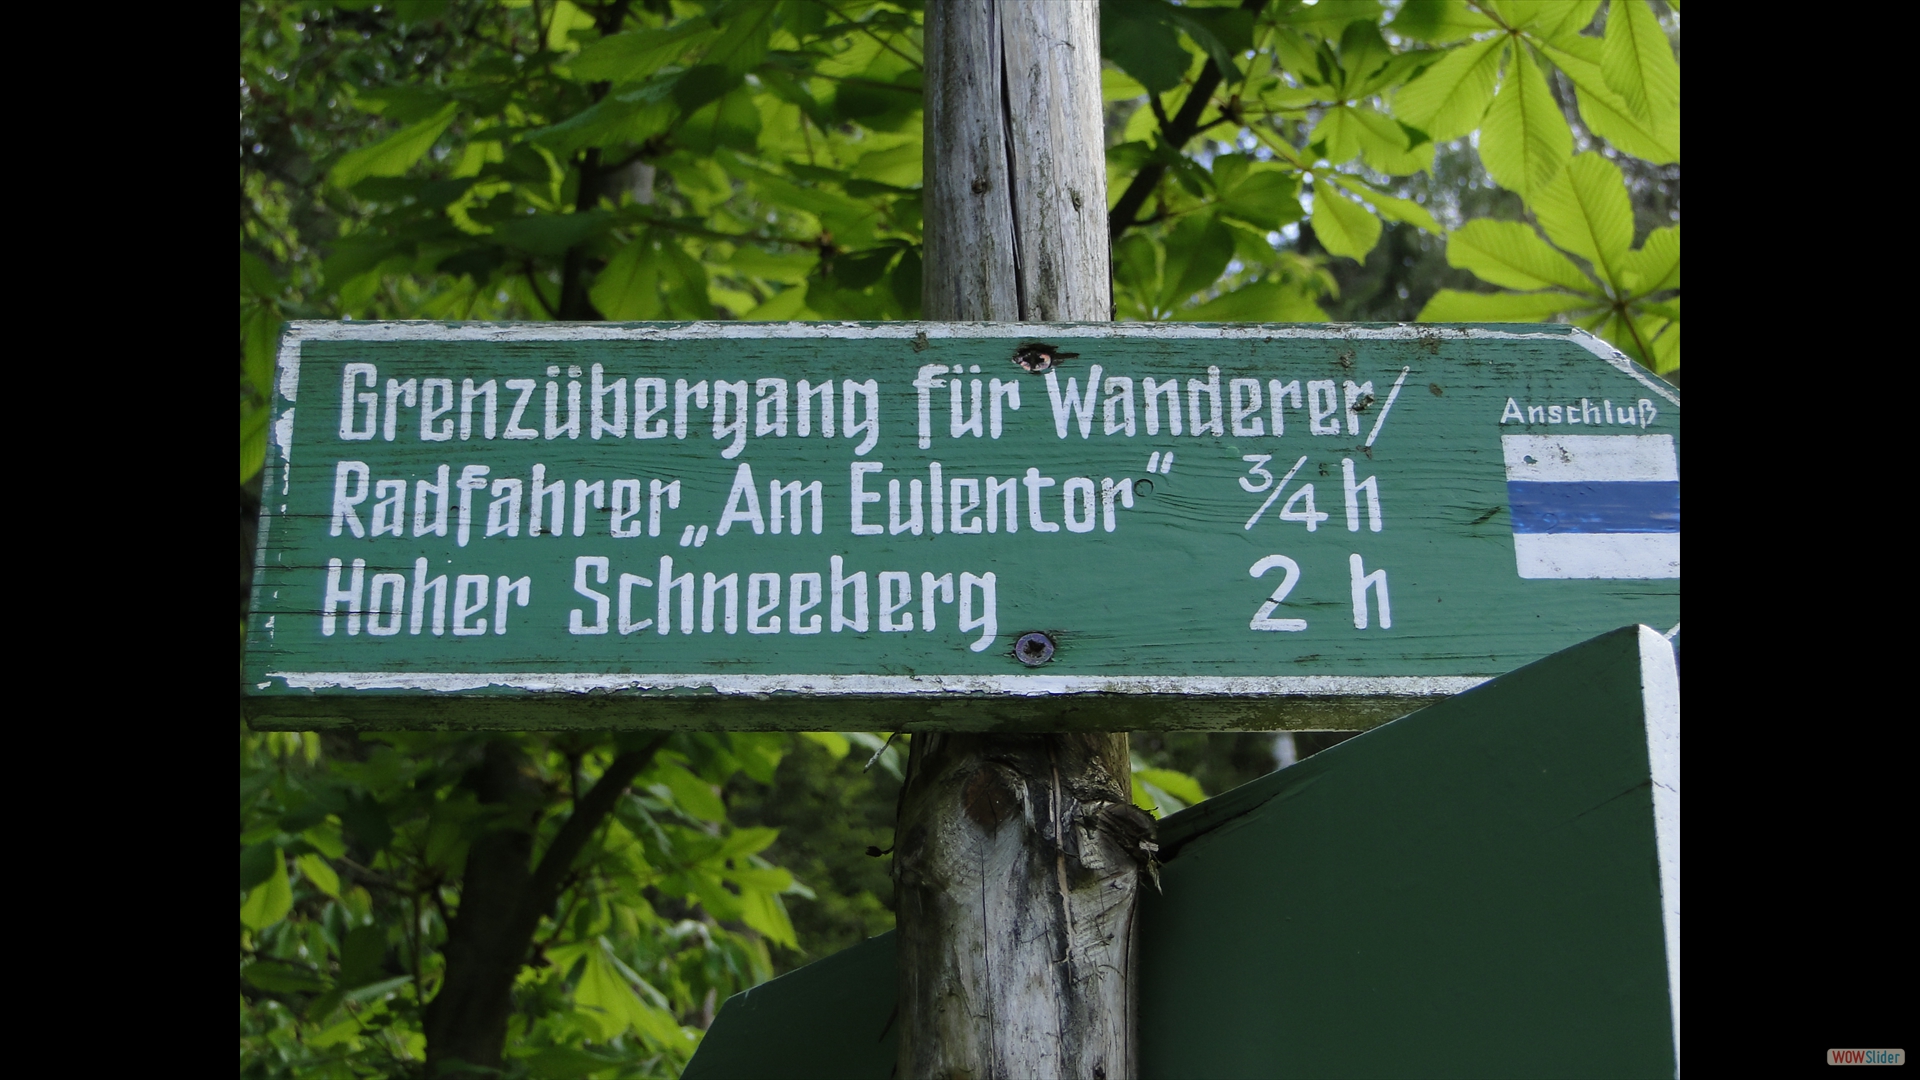 Grenzübergang für Wanderer/
Radfahrer „Am Eulentor“ 3/4 h
Hoher Schneeberg 2 h
Anschluß
WOWSlider